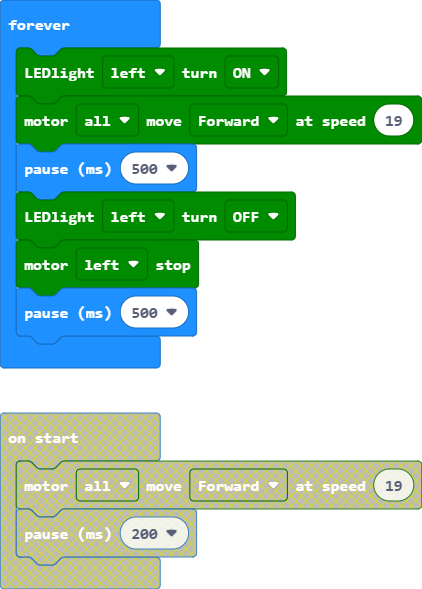 forever
LEDlight left turn ON
motor all move Forward at speed 19
pause (ms) 500
LEDlight left turn OFF
motor left stop
pause (ms) 500
on start
motor all move Forward at speed 19
pause (ms) 200